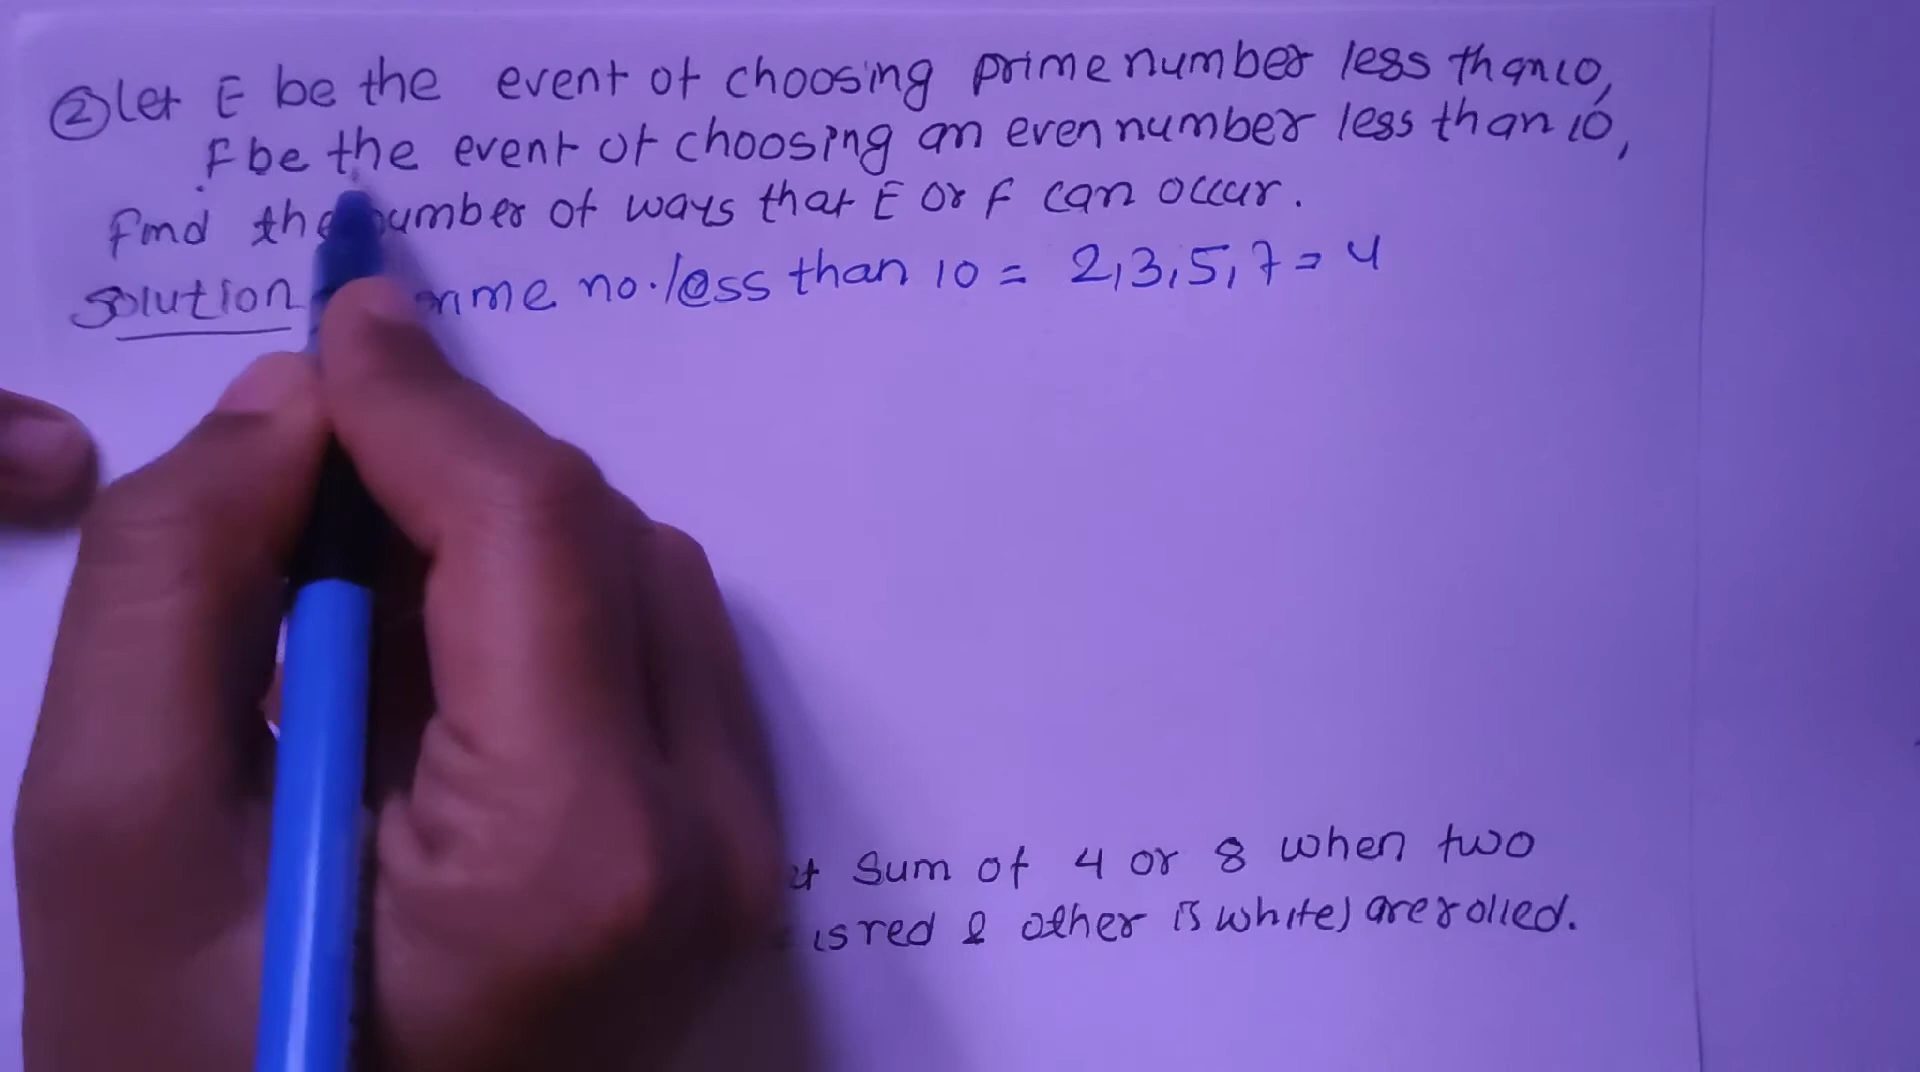 ② Let E be the event of choosing prime number less than 10,
F be the event of choosing an even number less than 10,
find the number of ways that E or F can occur.
Solution no. less than 10 = 2,3,5,7 = 4
sum of 4 or 8 when two
is red & other is white) are rolled.